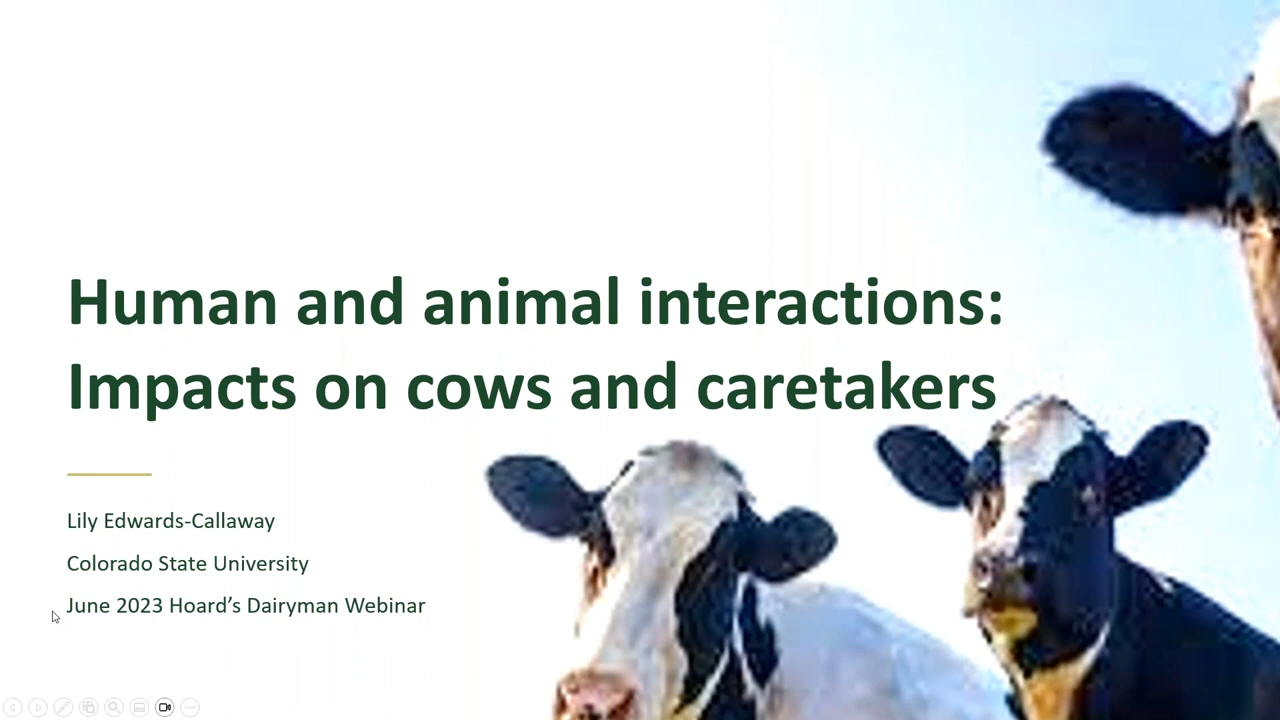 Human and animal interactions:
Impacts on cows and caretakers
Lily Edwards-Callaway
Colorado State University
June 2023 Hoard’s Dairyman Webinar